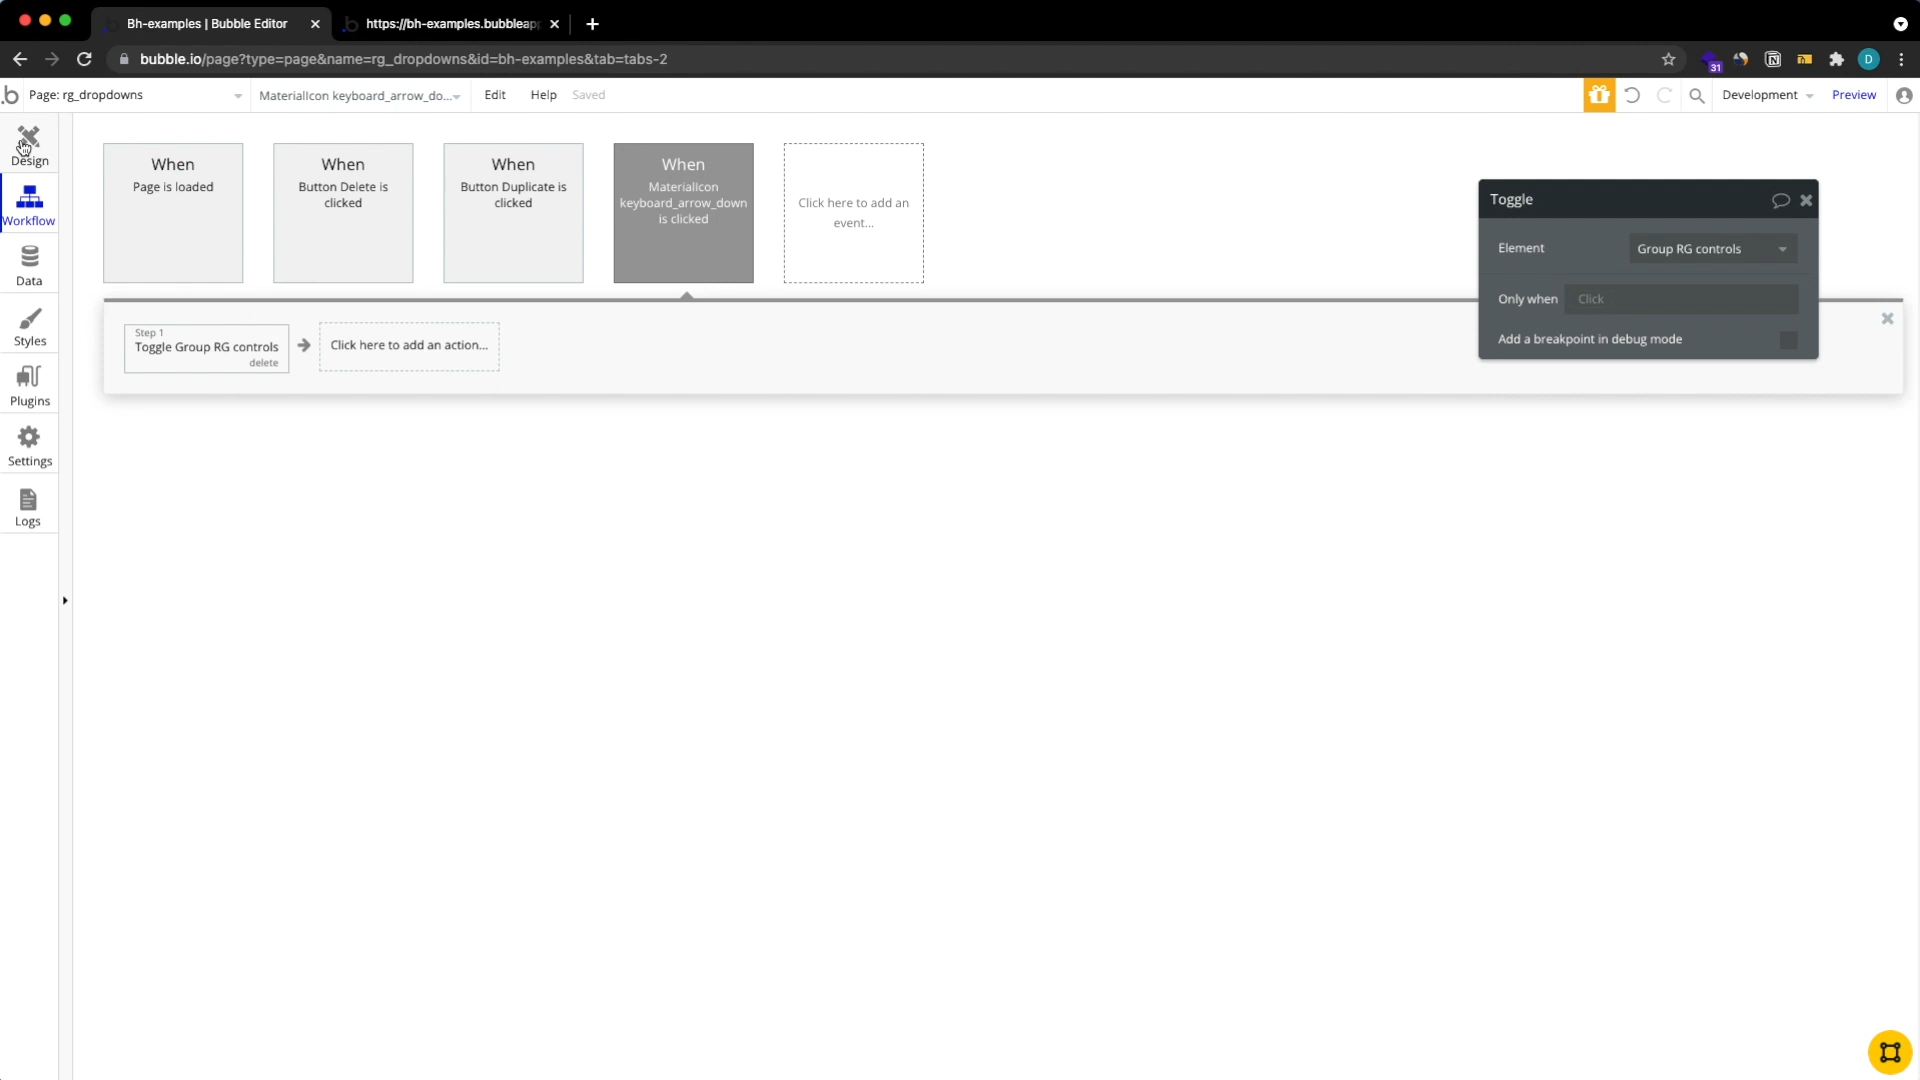 Bh-examples | Bubble Editor
https://bh-examples.bubbleap
bubble.io/page?type=page&name=rg_dropdowns&id=bh-examples&tab=tabs-2
31
D
Page: rg_dropdowns
MaterialIcon keyboard_arrow_do...
Edit
Help
Saved
Development
Preview
Design
Workflow
Data
Styles
Plugins
Settings
Logs
When
Page is loaded
When
Button Delete is
clicked
When
Button Duplicate is
clicked
When
MaterialIcon
keyboard_arrow_down
is clicked
Click here to add an
event...
Step 1
Toggle Group RG controls
delete
Click here to add an action...
Toggle
Element
Group RG controls
Only when
Click
Add a breakpoint in debug mode